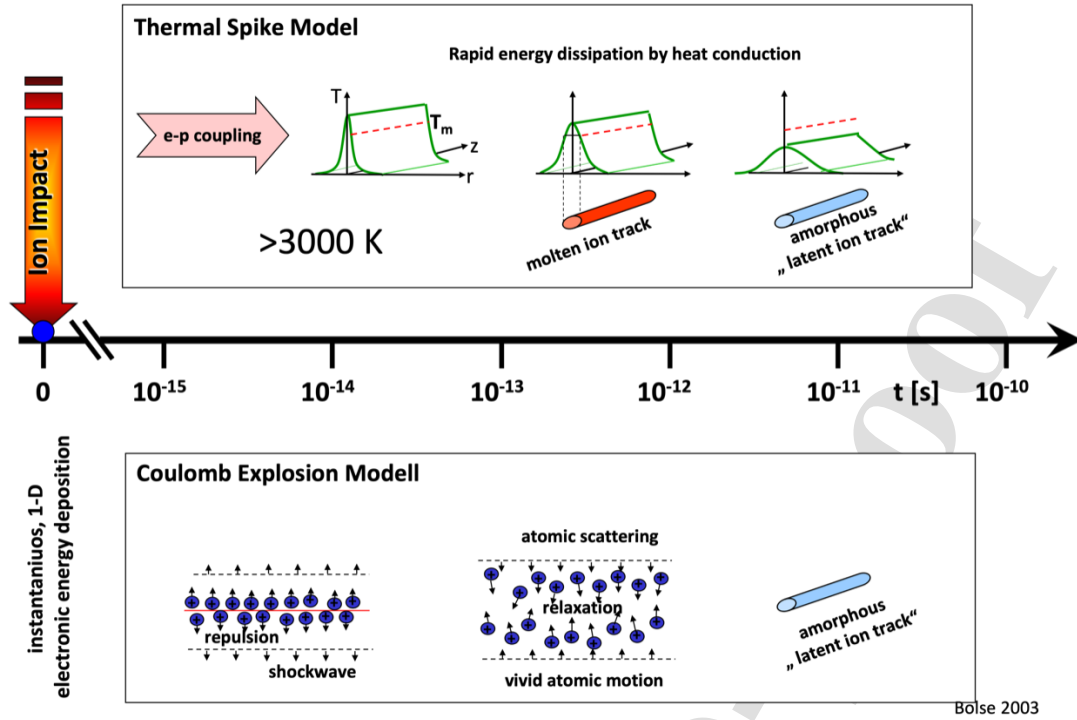 Thermal Spike Model
Rapid energy dissipation by heat conduction
Ion Impact
e-p coupling
T
Tm
z
r
>3000 K
molten ion track
amorphous
„latent ion track“
0
10-15
10-14
10-13
10-12
10-11
t [s]
10-10
instantaniuos, 1-D
electronic energy deposition
Coulomb Explosion Modell
repulsion
shockwave
atomic scattering
relaxation
vivid atomic motion
amorphous
„latent ion track“
Bolse 2003